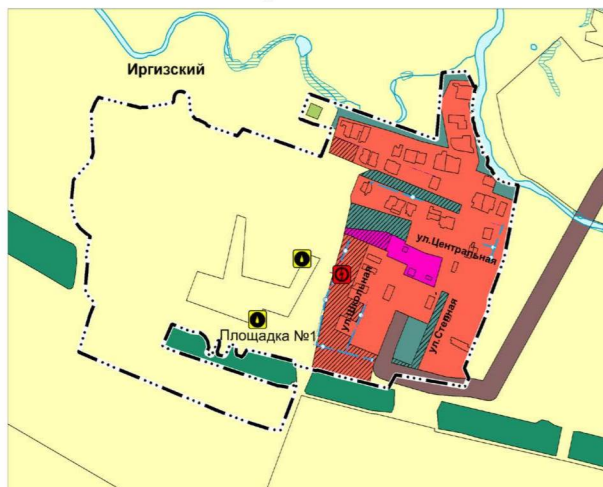 Иргизский
ул.Центральная
ул.Школьная
ул.Степная
Площадка №1